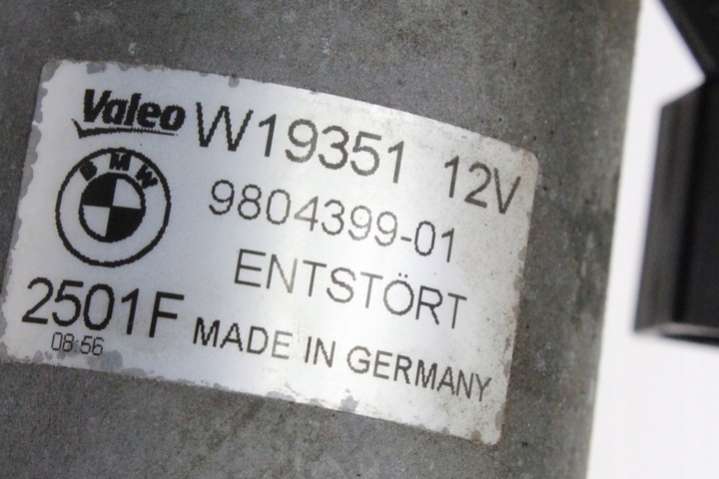 Valeo W19351 12V
BMW
9804399-01
ENTSTÖRT
2501F MADE IN GERMANY
08:56